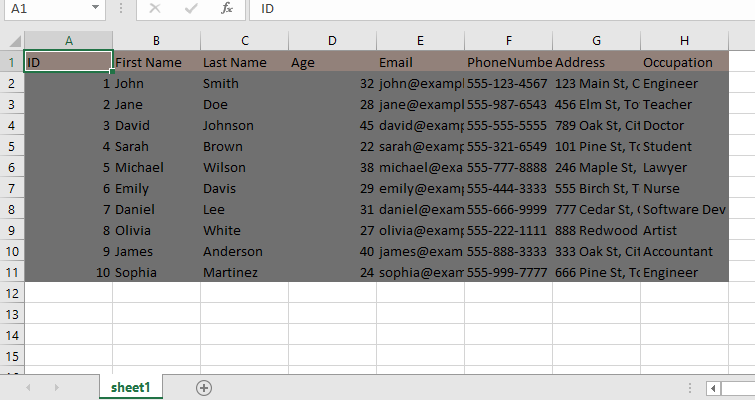 A1 fx ID
A B C D E F G H
1 ID First Name Last Name Age Email PhoneNumbe Address Occupation
2 1 John Smith 32 john@exampl 555-123-4567 123 Main St, C Engineer
3 2 Jane Doe 28 jane@examp 555-987-6543 456 Elm St, To Teacher
4 3 David Johnson 45 david@examp 555-555-5555 789 Oak St, Cit Doctor
5 4 Sarah Brown 22 sarah@examp 555-321-6549 101 Pine St, To Student
6 5 Michael Wilson 38 michael@exa 555-777-8888 246 Maple St, Lawyer
7 6 Emily Davis 29 emily@examp 555-444-3333 555 Birch St, T Nurse
8 7 Daniel Lee 31 daniel@exam 555-666-9999 777 Cedar St, Software Dev
9 8 Olivia White 27 olivia@examp 555-222-1111 888 Redwood Artist
10 9 James Anderson 40 james@exam 555-888-3333 333 Oak St, Cit Accountant
11 10 Sophia Martinez 24 sophia@exam 555-999-7777 666 Pine St, To Engineer
12
13
14
15
sheet1